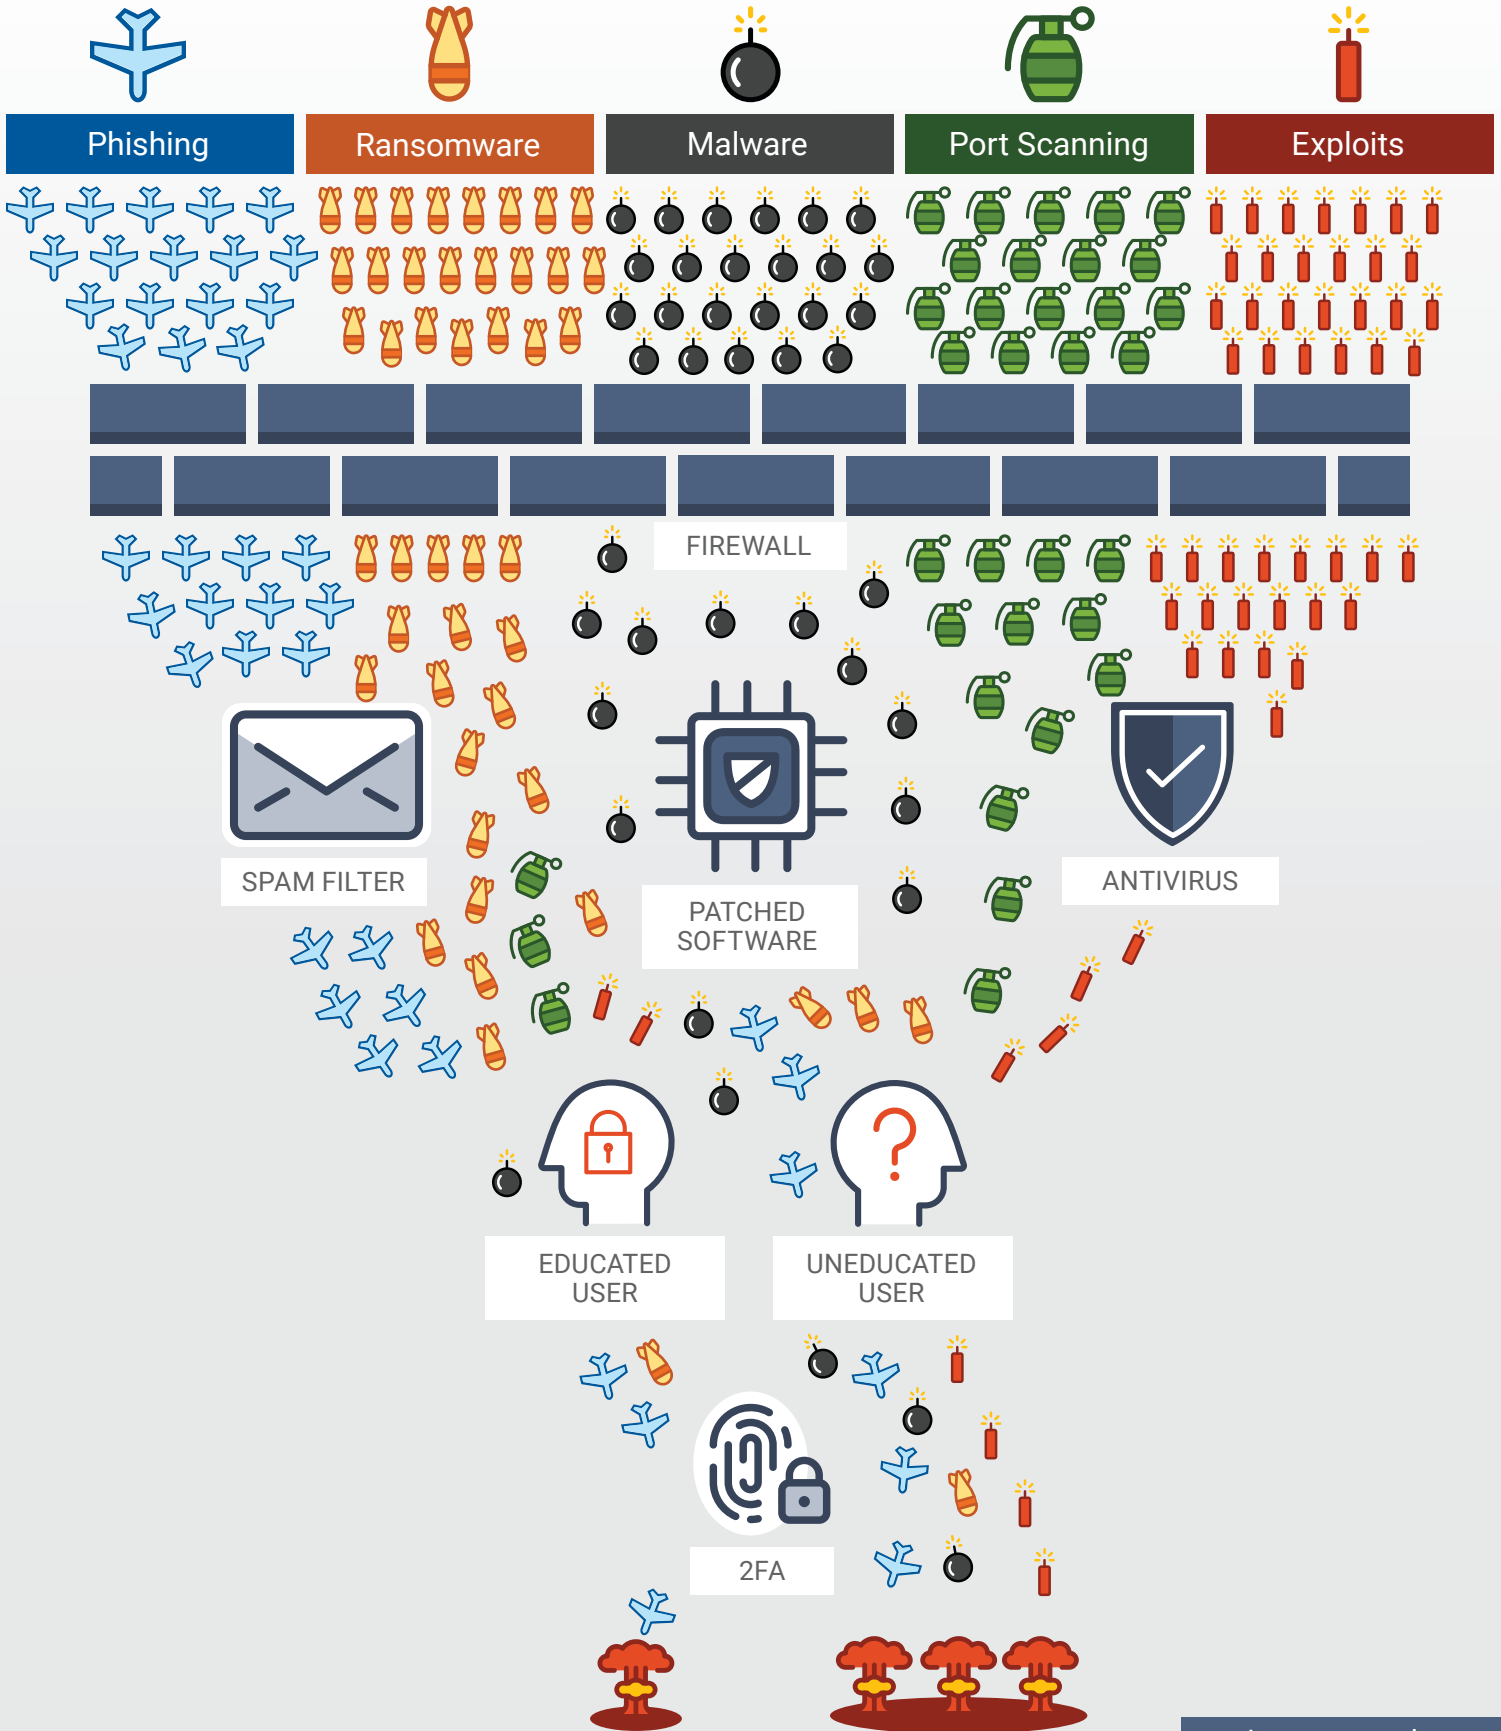 Phishing
Ransomware
Malware
Port Scanning
Exploits
FIREWALL
SPAM FILTER
PATCHED
SOFTWARE
ANTIVIRUS
EDUCATED
USER
UNEDUCATED
USER
2FA